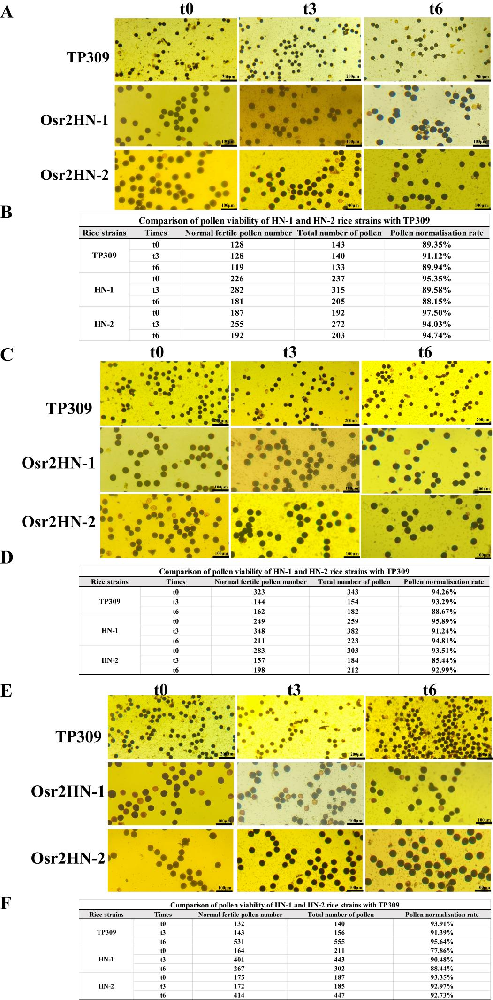 A
t0 t3 t6
TP309
200μm 200μm 200μm
Osr2HN-1
100μm 100μm 100μm
Osr2HN-2
100μm 100μm 100μm
B
Comparison of pollen viability of HN-1 and HN-2 rice strains with TP309
Rice strains Times Normal fertile pollen number Total number of pollen Pollen normalisation rate
TP309 t0 128 143 89.35%
t3 128 140 91.12%
t6 119 133 89.94%
HN-1 t0 226 237 95.35%
t3 282 315 89.58%
t6 181 205 88.15%
HN-2 t0 187 192 97.50%
t3 255 272 94.03%
t6 192 203 94.74%
C
t0 t3 t6
TP309
200μm 200μm 200μm
Osr2HN-1
100μm 100μm 100μm
Osr2HN-2
100μm 100μm 100μm
D
Comparison of pollen viability of HN-1 and HN-2 rice strains with TP309
Rice strains Times Normal fertile pollen number Total number of pollen Pollen normalisation rate
TP309 t0 323 343 94.26%
t3 144 154 93.29%
t6 162 182 88.67%
HN-1 t0 249 259 95.89%
t3 348 382 91.24%
t6 211 223 94.81%
HN-2 t0 283 303 93.51%
t3 157 184 85.44%
t6 198 212 92.99%
E
t0 t3 t6
TP309
200μm 200μm 200μm
Osr2HN-1
100μm 100μm 100μm
Osr2HN-2
100μm 100μm 100μm
F
Comparison of pollen viability of HN-1 and HN-2 rice strains with TP309
Rice strains Times Normal fertile pollen number Total number of pollen Pollen normalisation rate
TP309 t0 132 140 93.91%
t3 143 156 91.39%
t6 531 555 95.64%
HN-1 t0 164 211 77.86%
t3 401 443 90.48%
t6 267 302 88.44%
HN-2 t0 175 187 93.35%
t3 172 185 92.97%
t6 414 447 92.73%